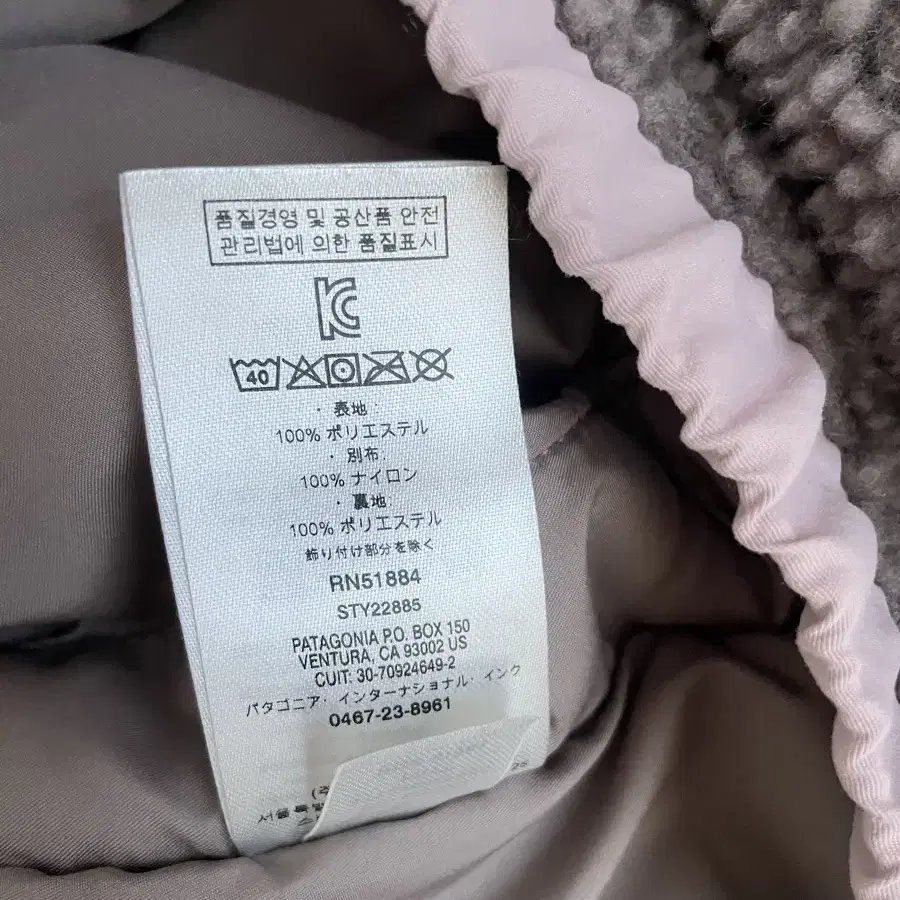 품질경영 및 공산품 안전
관리법에 의한 품질표시
40
・表地・
100% ポリエステル
・別布・
100% ナイロン
・裏地・
100% ポリエステル
飾り付け部分を除く
RN51884
STY22885
PATAGONIA P.O. BOX 150
VENTURA, CA 93002 US
CUIT: 30-70924649-2
パタゴニア・インターナショナル・インク
0467-23-8961